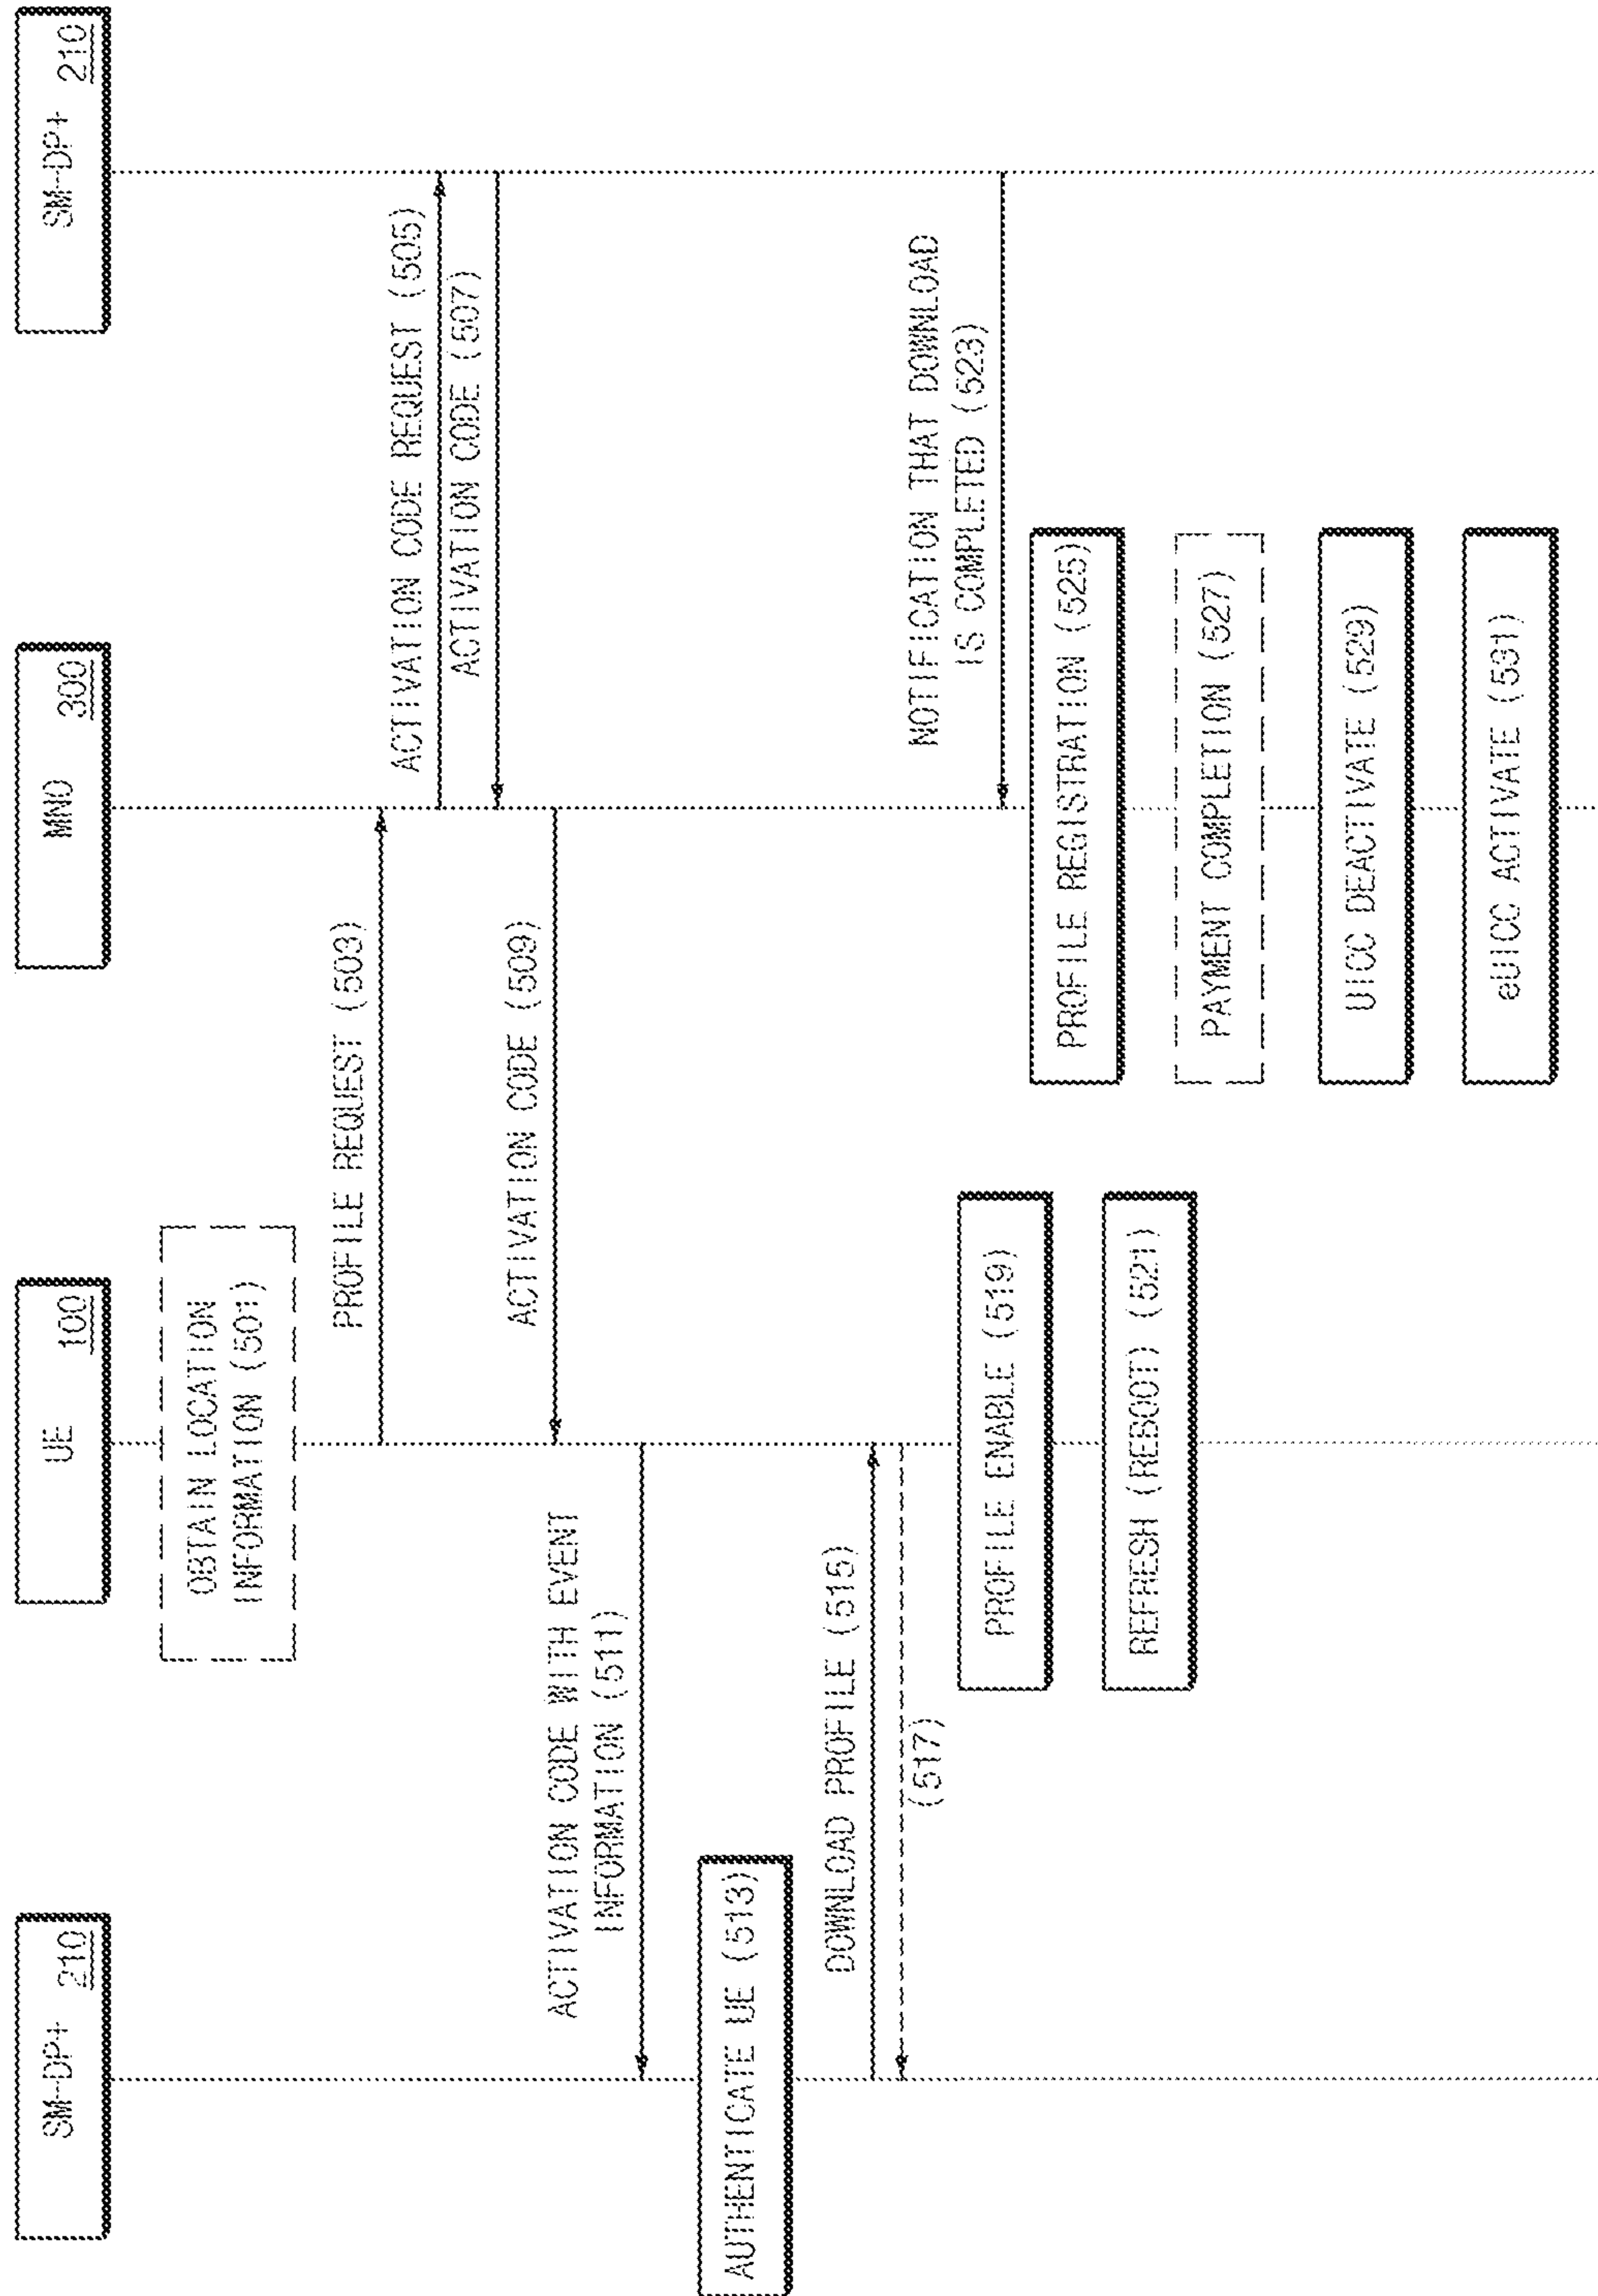 SM-DP+ 210
UE 100
MNO 300
SM-DP+ 210
OBTAIN LOCATION
INFORMATION (501)
PROFILE REQUEST (503)
ACTIVATION CODE REQUEST (505)
ACTIVATION CODE (507)
ACTIVATION CODE (509)
ACTIVATION CODE WITH EVENT
INFORMATION (511)
AUTHENTICATE UE (513)
DOWNLOAD PROFILE (515)
(517)
PROFILE ENABLE (519)
REFRESH (REBOOT) (521)
NOTIFICATION THAT DOWNLOAD
IS COMPLETED (523)
PROFILE REGISTRATION (525)
PAYMENT COMPLETION (527)
UICC DEACTIVATE (529)
eUICC ACTIVATE (531)